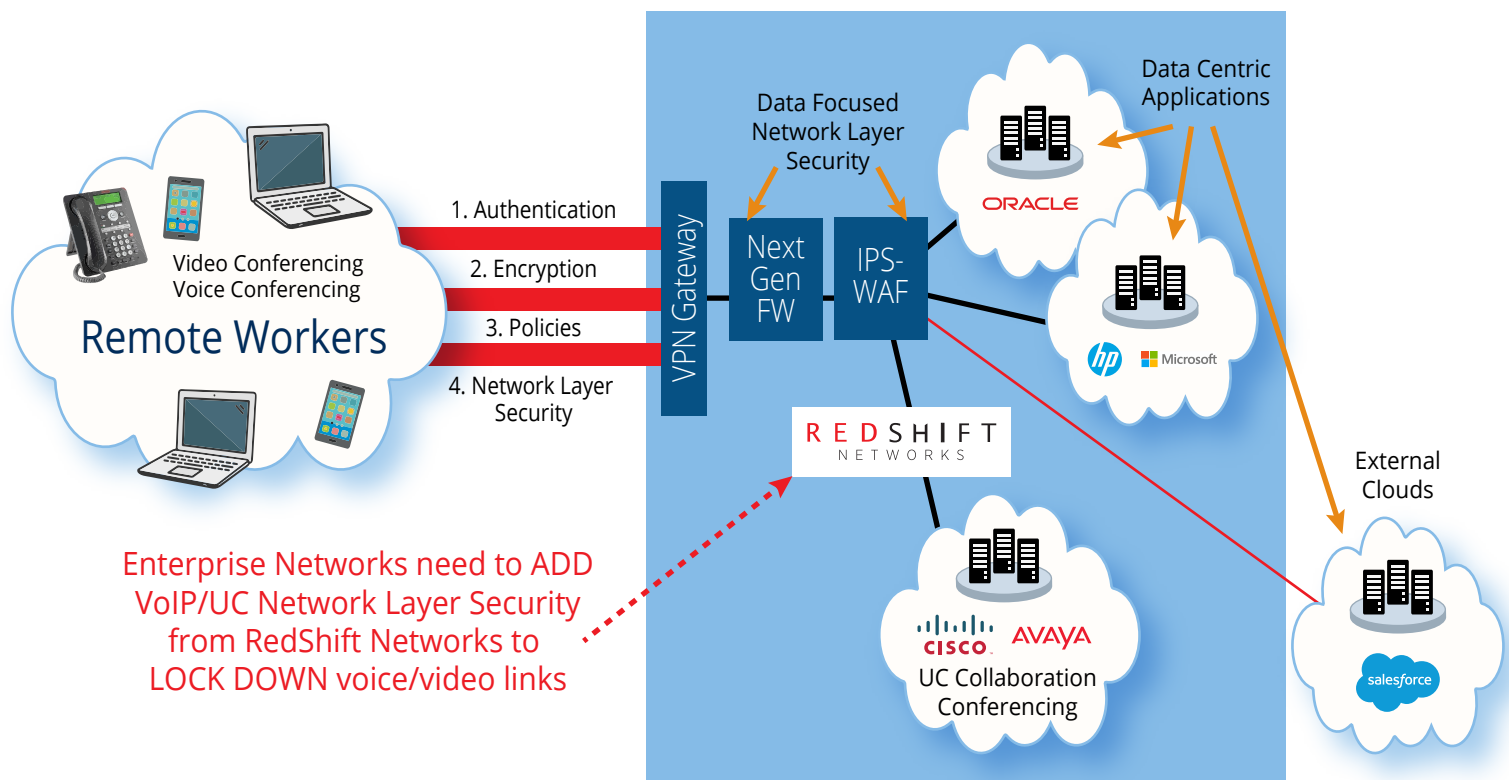 Video Conferencing
Voice Conferencing
Remote Workers
1. Authentication
2. Encryption
3. Policies
4. Network Layer
Security
VPN Gateway
Data Focused
Network Layer
Security
Next
Gen
FW
IPS-
WAF
Data Centric
Applications
ORACLE
hp
Microsoft
REDSHIFT
NETWORKS
External
Clouds
salesforce
CISTO.
AVAYA
UC Collaboration
Conferencing
Enterprise Networks need to ADD
VoIP/UC Network Layer Security
from RedShift Networks to
LOCK DOWN voice/video links